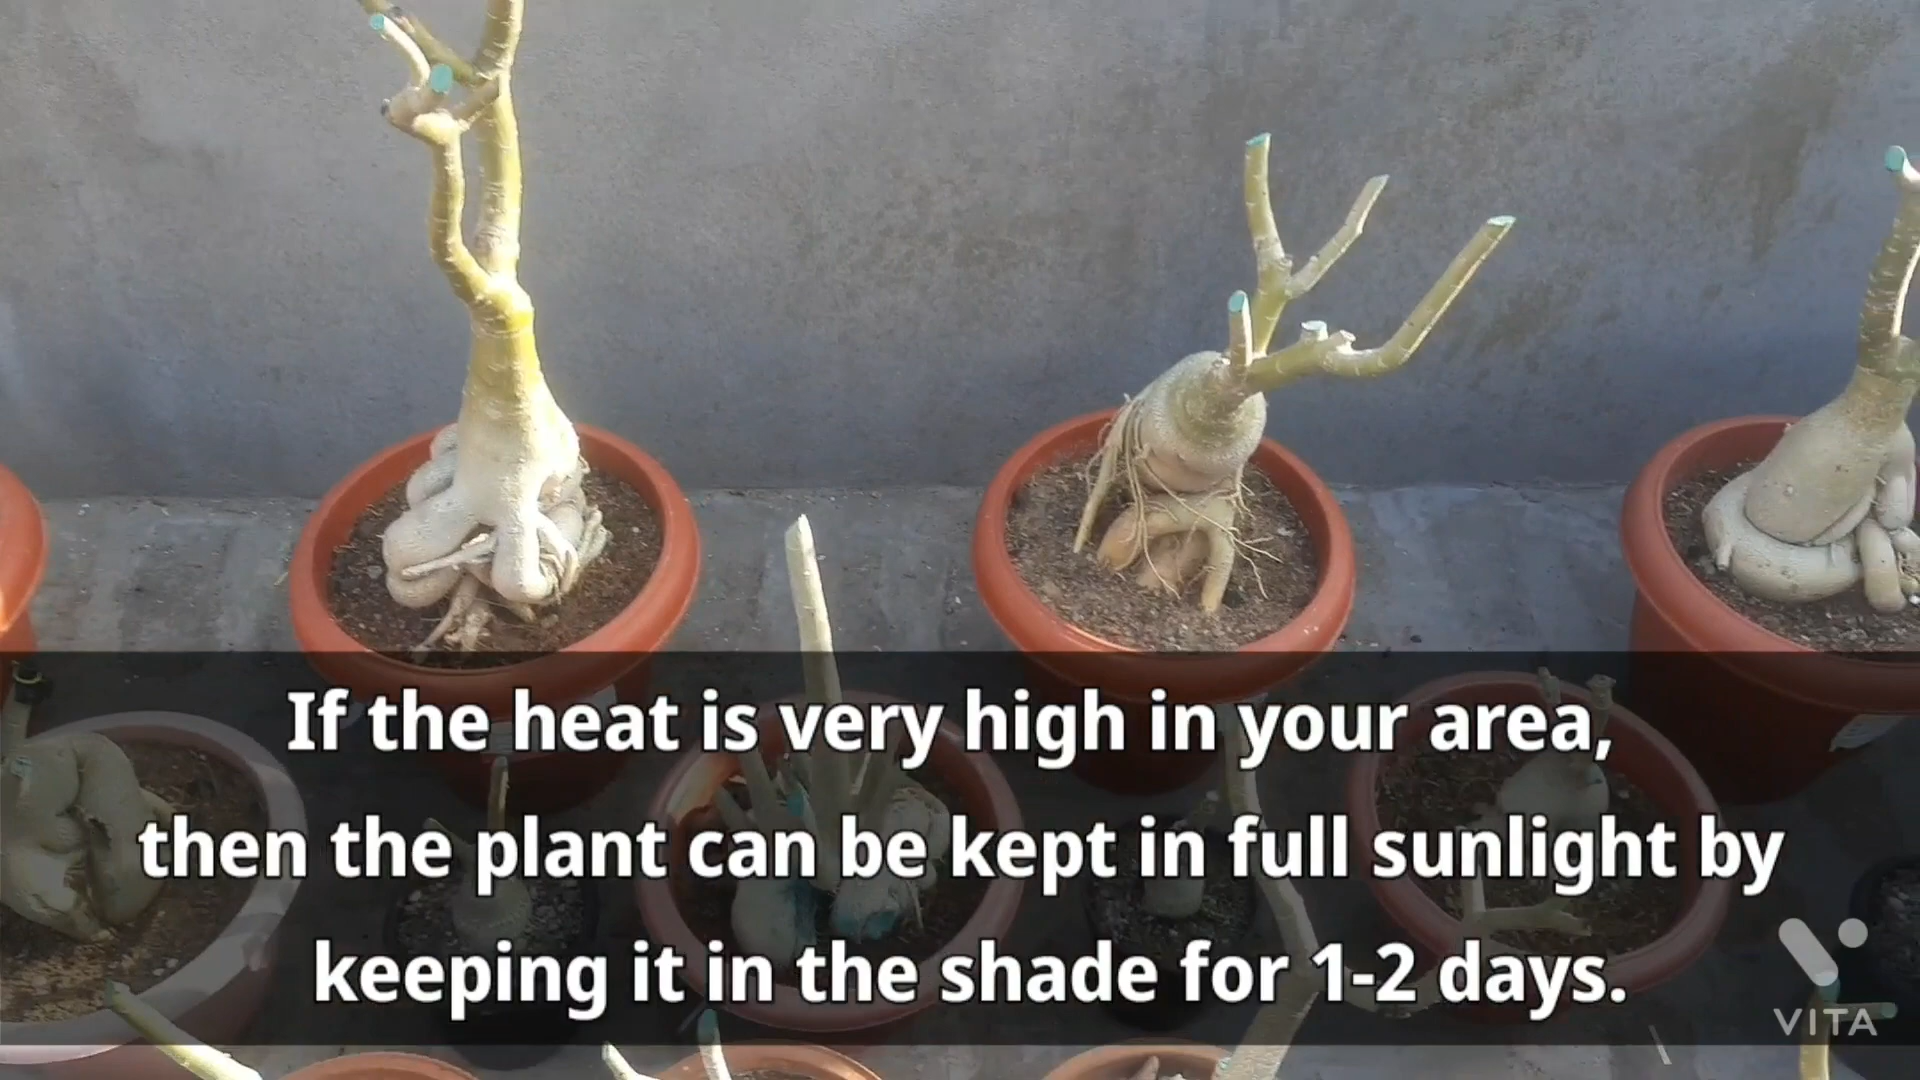 If the heat is very high in your area,
then the plant can be kept in full sunlight by
keeping it in the shade for 1-2 days.
VITA